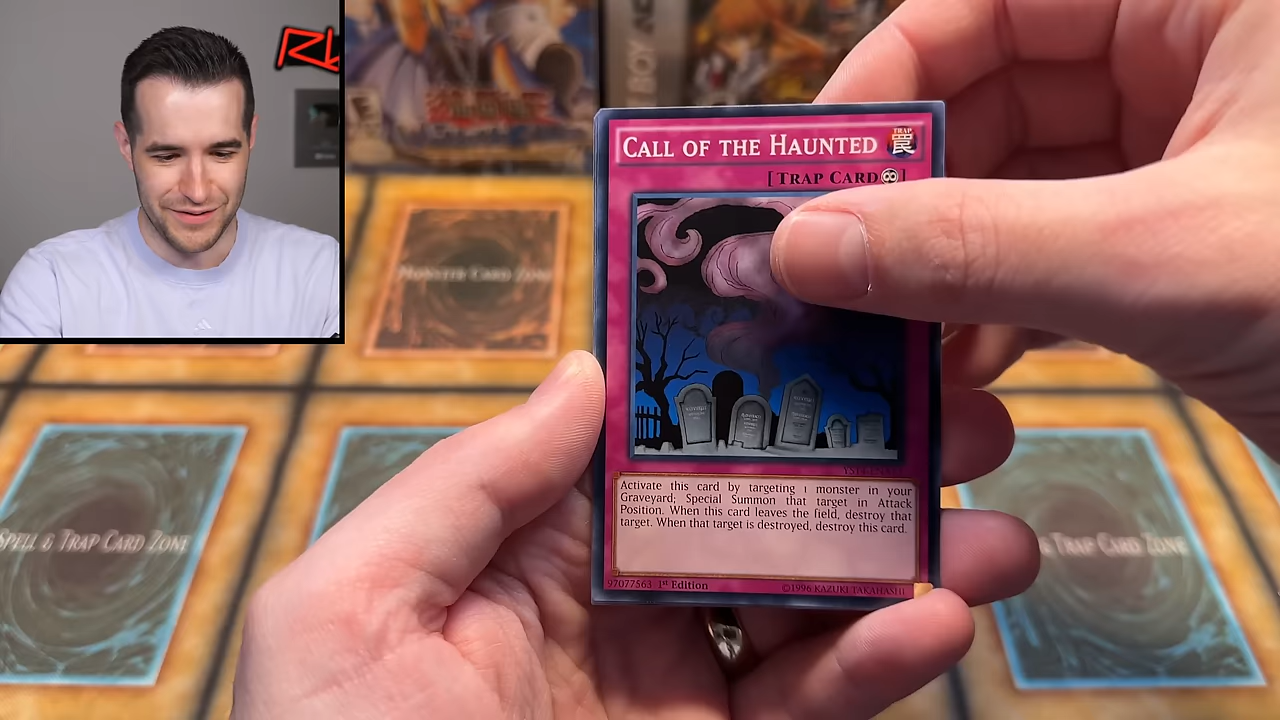 BOY
CALL OF THE HAUNTED
TRAP
罠
[TRAP CARD
]
Activate this card by targeting 1 monster in your
Graveyard; Special Summon that target in Attack
Position. When this card leaves the field, destroy that
target. When that target is destroyed, destroy this card.
97077563 1st Edition
©1996 KAZUKI TAKAHASHI
MONSTER CARD ZONE
SPELL & TRAP CARD ZONE
& TRAP CARD ZONE